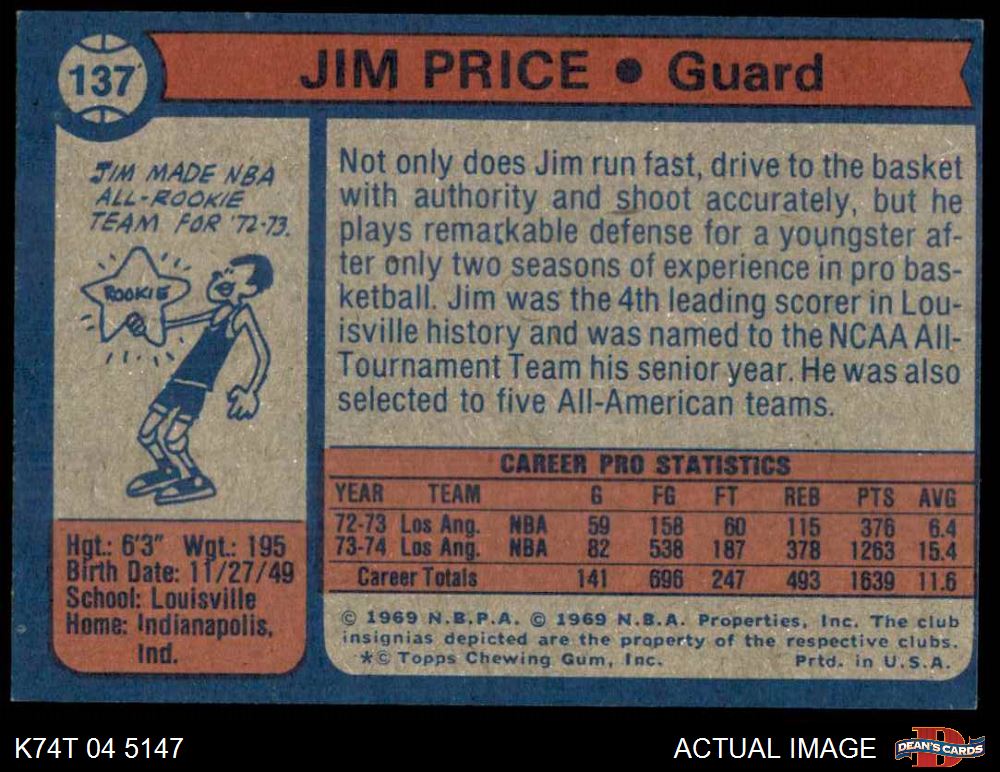 137
JIM PRICE • Guard
JIM MADE NBA
ALL-ROOKIE
TEAM FOR '72-73.
ROOKIE
Hgt.: 6'3" Wgt.: 195
Birth Date: 11/27/49
School: Louisville
Home: Indianapolis,
Ind.
Not only does Jim run fast, drive to the basket
with authority and shoot accurately, but he
plays remarkable defense for a youngster af-
ter only two seasons of experience in pro bas-
ketball. Jim was the 4th leading scorer in Lou-
isville history and was named to the NCAA All-
Tournament Team his senior year. He was also
selected to five All-American teams.
CAREER PRO STATISTICS
YEAR TEAM G FG FT REB PTS AVG
72-73 Los Ang. NBA 59 158 60 115 376 6.4
73-74 Los Ang. NBA 82 538 187 378 1263 15.4
Career Totals 141 696 247 493 1639 11.6
© 1969 N.B.P.A. © 1969 N.B.A. Properties, Inc. The club
insignias depicted are the property of the respective clubs.
*© Topps Chewing Gum, Inc. Prtd. in U.S.A.
K74T 04 5147
ACTUAL IMAGE
D
DEAN'S CARDS